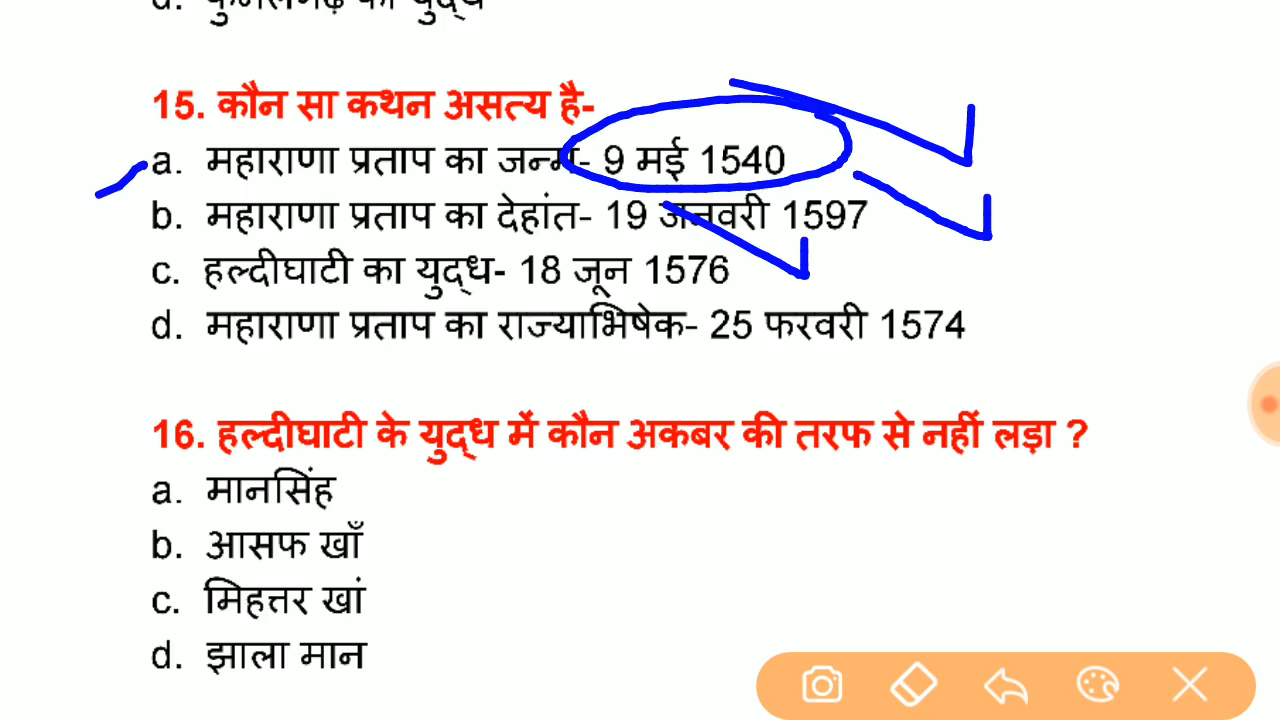 15. कौन सा कथन असत्य है-
a. महाराणा प्रताप का जन्म- 9 मई 1540
b. महाराणा प्रताप का देहांत- 19 जनवरी 1597
c. हल्दीघाटी का युद्ध- 18 जून 1576
d. महाराणा प्रताप का राज्याभिषेक- 25 फरवरी 1574
16. हल्दीघाटी के युद्ध में कौन अकबर की तरफ से नहीं लड़ा ?
a. मानसिंह
b. आसफ खाँ
c. मिहत्तर खां
d. झाला मान